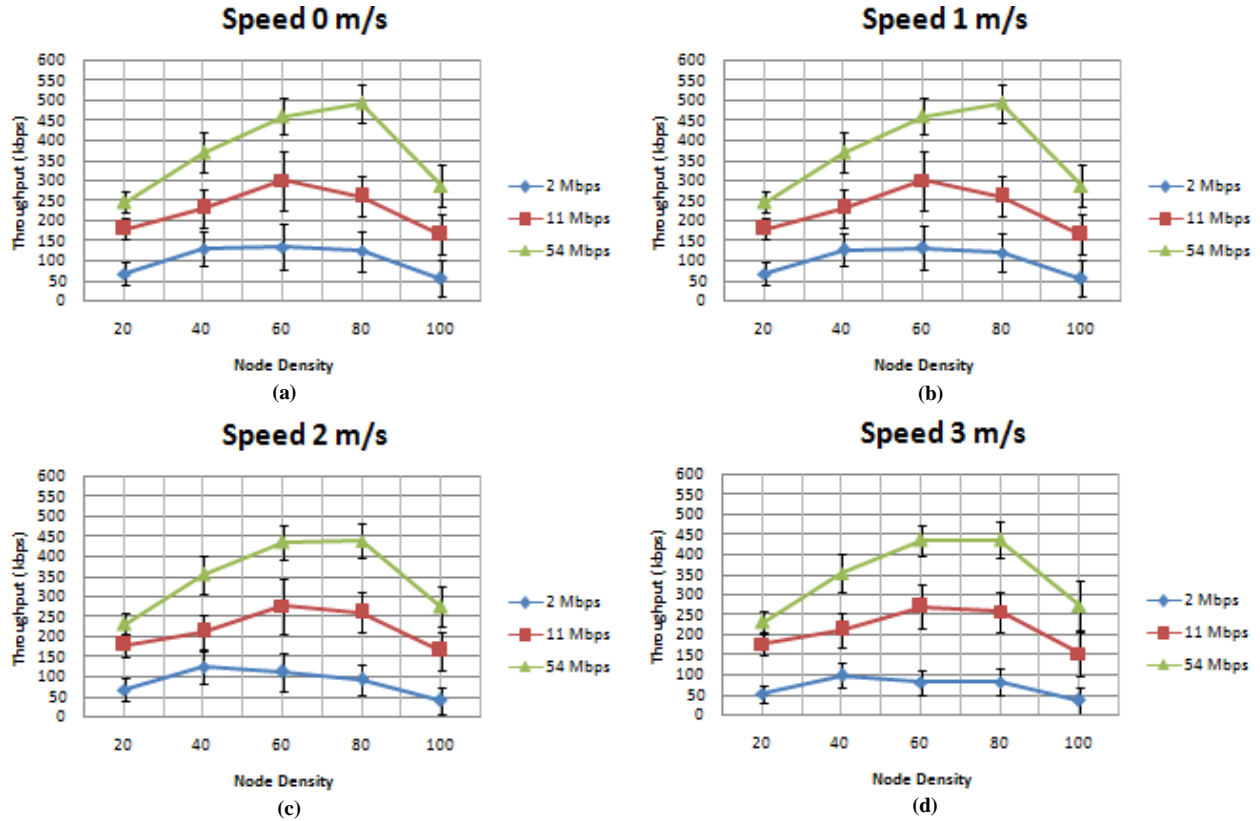 Speed 0 m/s
Throughput (kbps)
600
550
500
450
400
350
300
250
200
150
100
50
0
20 40 60 80 100
Node Density
2 Mbps
11 Mbps
54 Mbps
(a)
Speed 1 m/s
Throughput (kbps)
600
550
500
450
400
350
300
250
200
150
100
50
0
20 40 60 80 100
Node Density
2 Mbps
11 Mbps
54 Mbps
(b)
Speed 2 m/s
Throughput (kbps)
600
550
500
450
400
350
300
250
200
150
100
50
0
20 40 60 80 100
Node Density
2 Mbps
11 Mbps
54 Mbps
(c)
Speed 3 m/s
Throughput (kbps)
600
550
500
450
400
350
300
250
200
150
100
50
0
20 40 60 80 100
Node Density
2 Mbps
11 Mbps
54 Mbps
(d)